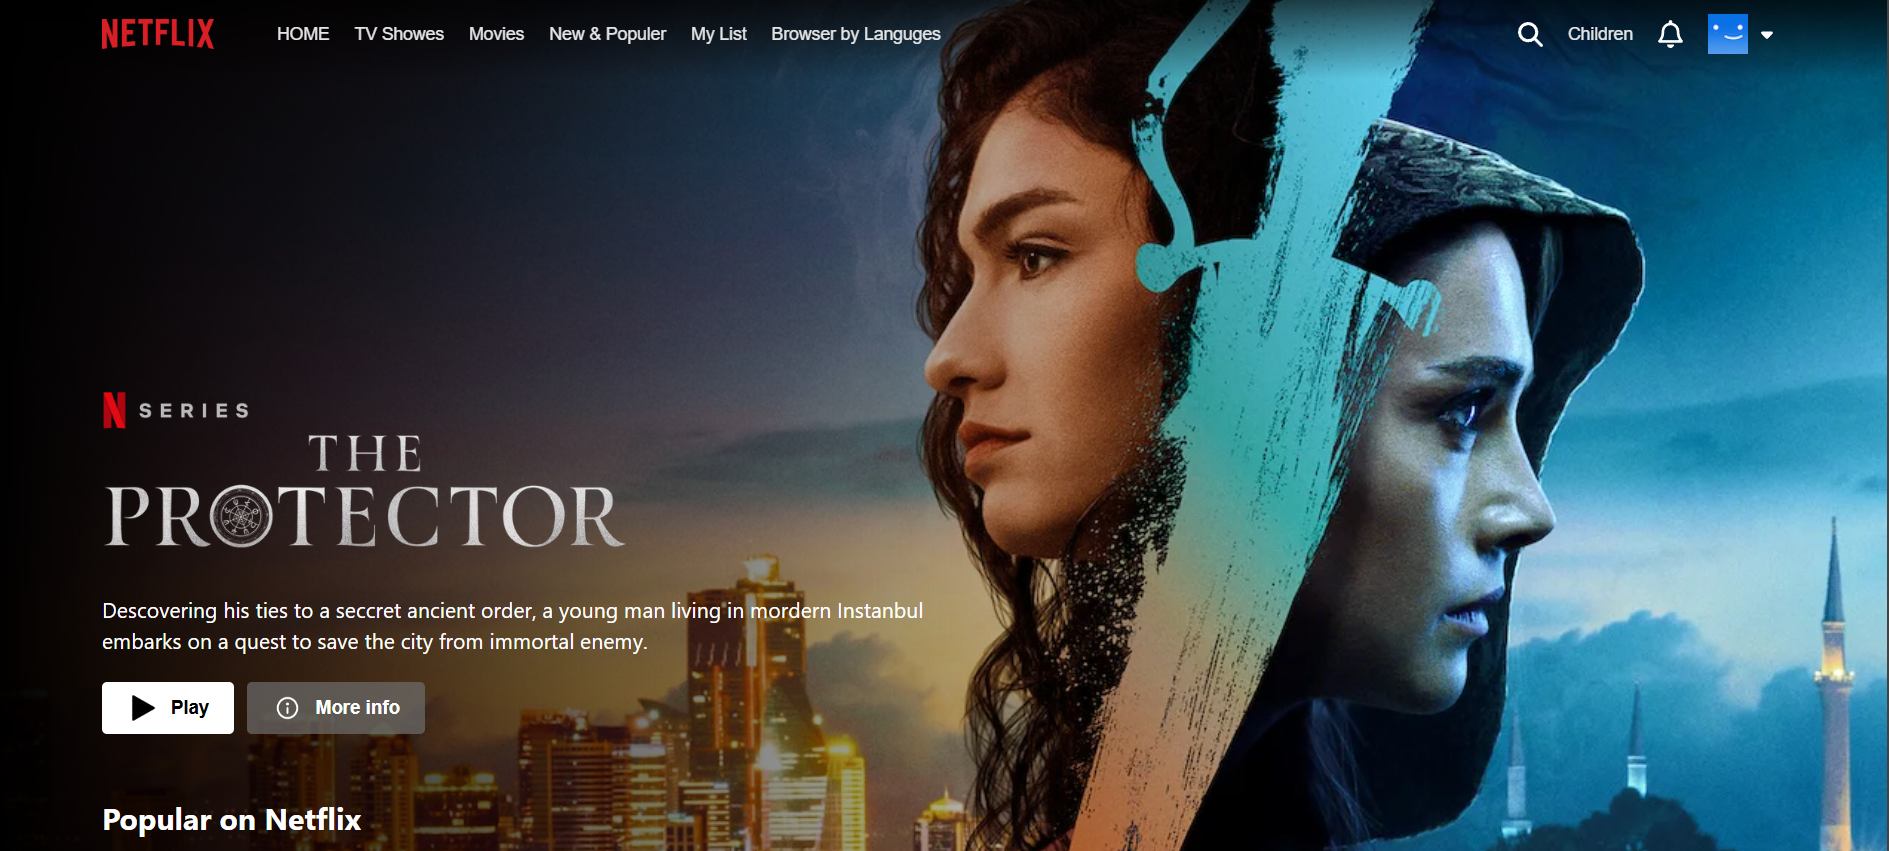 NETFLIX HOME TV Showes Movies New & Populer My List Browser by Languges Children
N SERIES
THE
PROTECTOR
Descovering his ties to a seccret ancient order, a young man living in mordern Instanbul
embarks on a quest to save the city from immortal enemy.
Play More info
Popular on Netflix